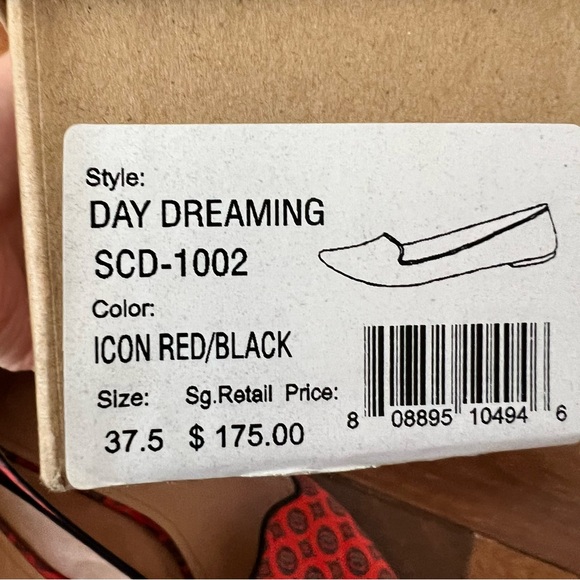 Style:
DAY DREAMING
SCD-1002
Color:
ICON RED/BLACK
Size: Sg.Retail Price:
37.5 $ 175.00
8 08895 10494 6